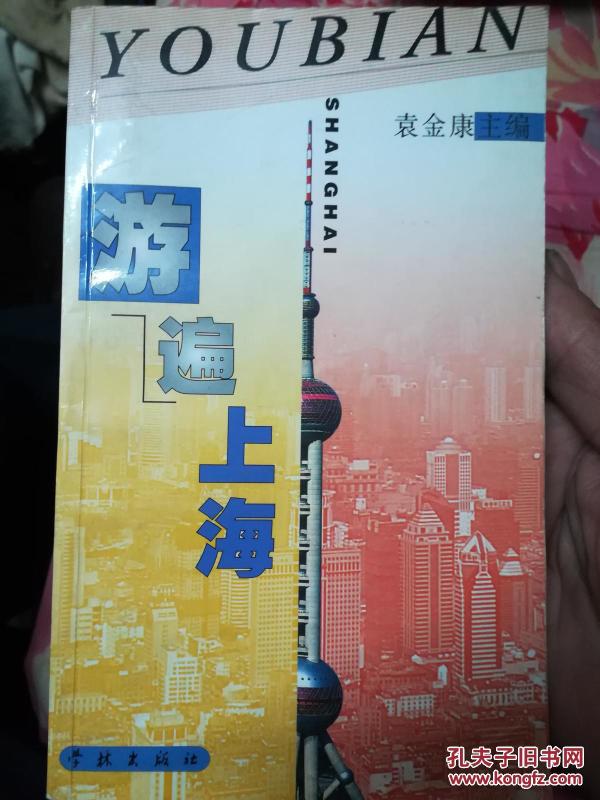 YOUBIAN
SHANGHAI
袁金康主编
游
遍
上
海
学林出版社
孔夫子旧书网
www.kongfz.com